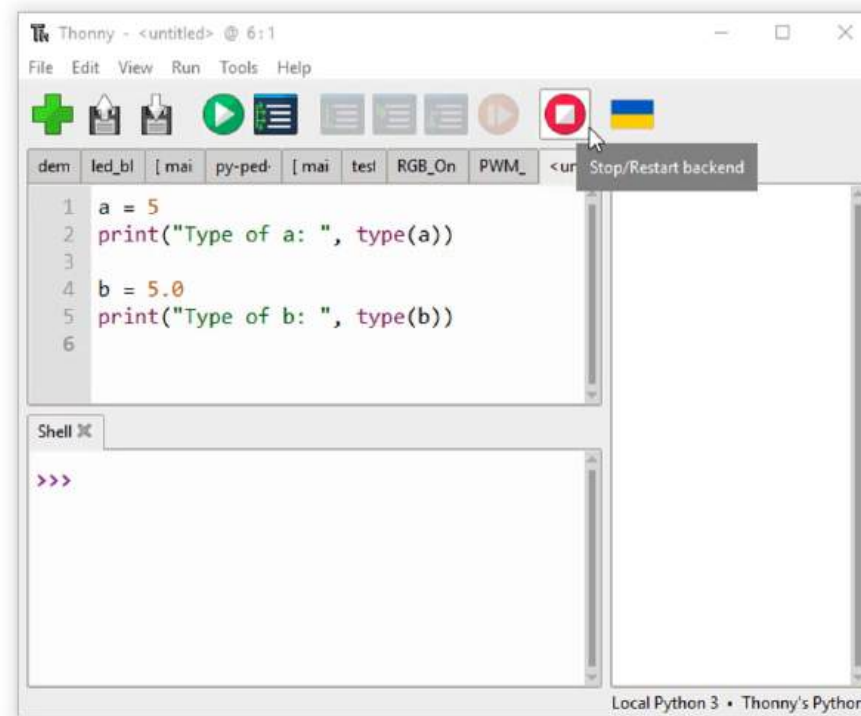 Thonny - <untitled> @ 6:1
File Edit View Run Tools Help
dem led_bl [ mai py-ped- [ mai test RGB_On PWM_ <un
Stop/Restart backend
1 a = 5
2 print("Type of a: ", type(a))
3
4 b = 5.0
5 print("Type of b: ", type(b))
6
Shell
>>>
Local Python 3 • Thonny's Python